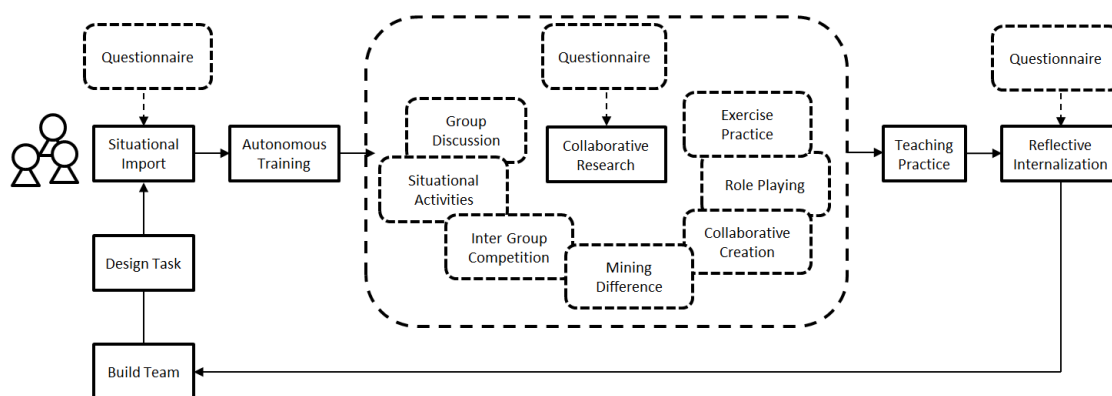 Questionnaire
Questionnaire
Questionnaire
Group
Discussion
Exercise
Practice
Situational
Import
Autonomous
Training
Collaborative
Research
Teaching
Practice
Reflective
Internalization
Situational
Activities
Role Playing
Inter Group
Competition
Collaborative
Creation
Design Task
Mining
Difference
Build Team